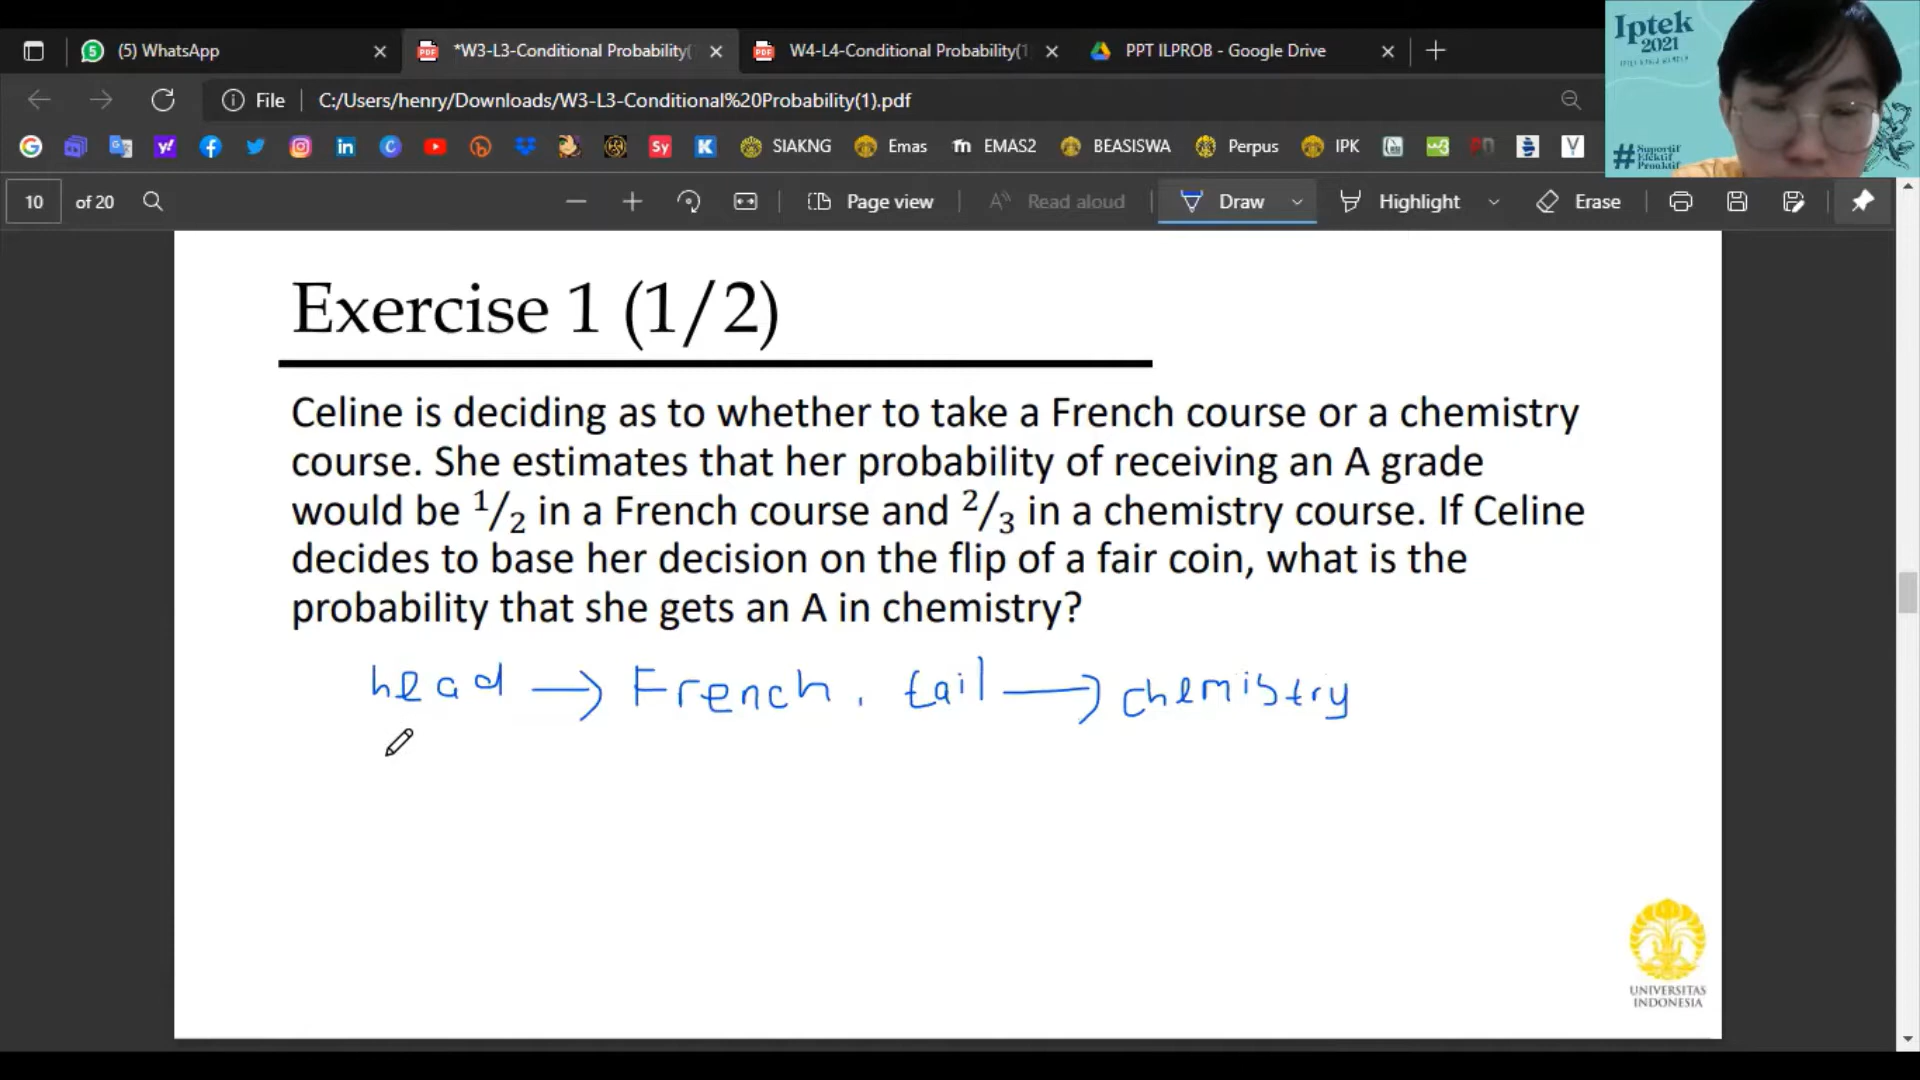 (5) WhatsApp
*W3-L3-Conditional Probability(
W4-L4-Conditional Probability(1
PPT ILPROB - Google Drive
Iptek
2021
File
C:/Users/henry/Downloads/W3-L3-Conditional%20Probability(1).pdf
SIAKNG
Emas
EMAS2
BEASISWA
Perpus
IPK
#Suportif
Efektif
Proaktif
10 of 20
Page view
Read aloud
Draw
Highlight
Erase
Exercise 1 (1/2)
Celine is deciding as to whether to take a French course or a chemistry
course. She estimates that her probability of receiving an A grade
would be 1/2 in a French course and 2/3 in a chemistry course. If Celine
decides to base her decision on the flip of a fair coin, what is the
probability that she gets an A in chemistry?
head → French, tail → chemistry
UNIVERSITAS
INDONESIA